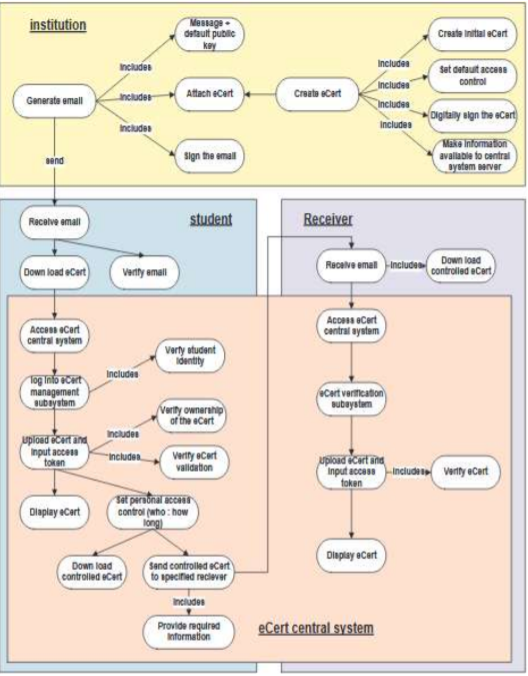 institution
Message +
default public
key
Includes
Generate email
Includes
Attach eCert
Includes
Sign the email
send
Create eCert
Includes
Create initial eCert
Includes
Set default access
control
Includes
Digitally sign the eCert
Includes
Make information
available to central
system server
student
Receive email
Down load eCert
Verify email
Access eCert
central system
log into eCert
management
subsystem
Includes
Verify student
identity
Upload eCert and
input access
token
Includes
Verify ownership
of the eCert
Includes
Verify eCert
validation
Display eCert
Set personal access
control (who : how
long)
Down load
controlled eCert
Send controlled eCert
to specified reciever
Includes
Provide required
information
Receiver
Receive email
Includes
Down load
controlled eCert
Access eCert
central system
eCert verification
subsystem
Upload eCert and
input access
token
Includes
Verify eCert
Display eCert
eCert central system